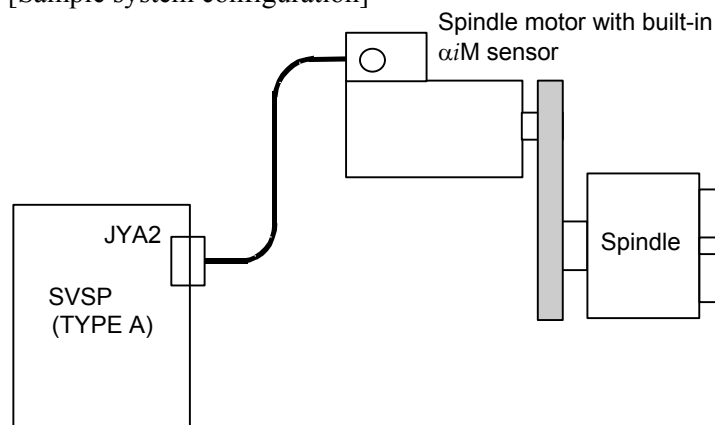 [Sample system configuration]
Spindle motor with built-in
αiM sensor
JYA2
Spindle
SVSP
(TYPE A)